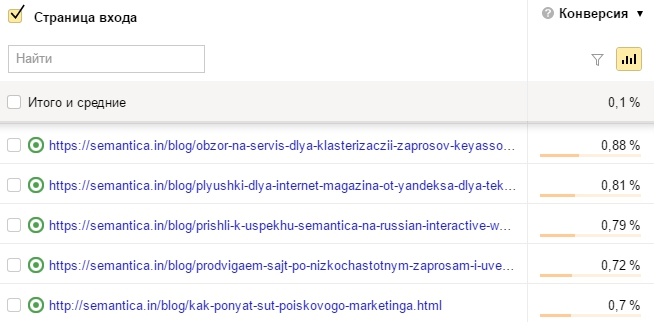 Страница входа
Конверсия
Найти
Итого и средние 0,1 %
https://semantica.in/blog/obzor-na-servis-dlya-klasterizaczii-zaprosov-keyasso... 0,88 %
https://semantica.in/blog/plyushki-dlya-internet-magazina-ot-yandeksa-dlya-tek... 0,81 %
https://semantica.in/blog/prishli-k-uspekhu-semantica-na-russian-interactive-w... 0,79 %
https://semantica.in/blog/prodvigaem-sajt-po-nizkochastotnym-zaprosam-i-uve... 0,72 %
http://semantica.in/blog/kak-ponyat-sut-poiskovogo-marketinga.html 0,7 %